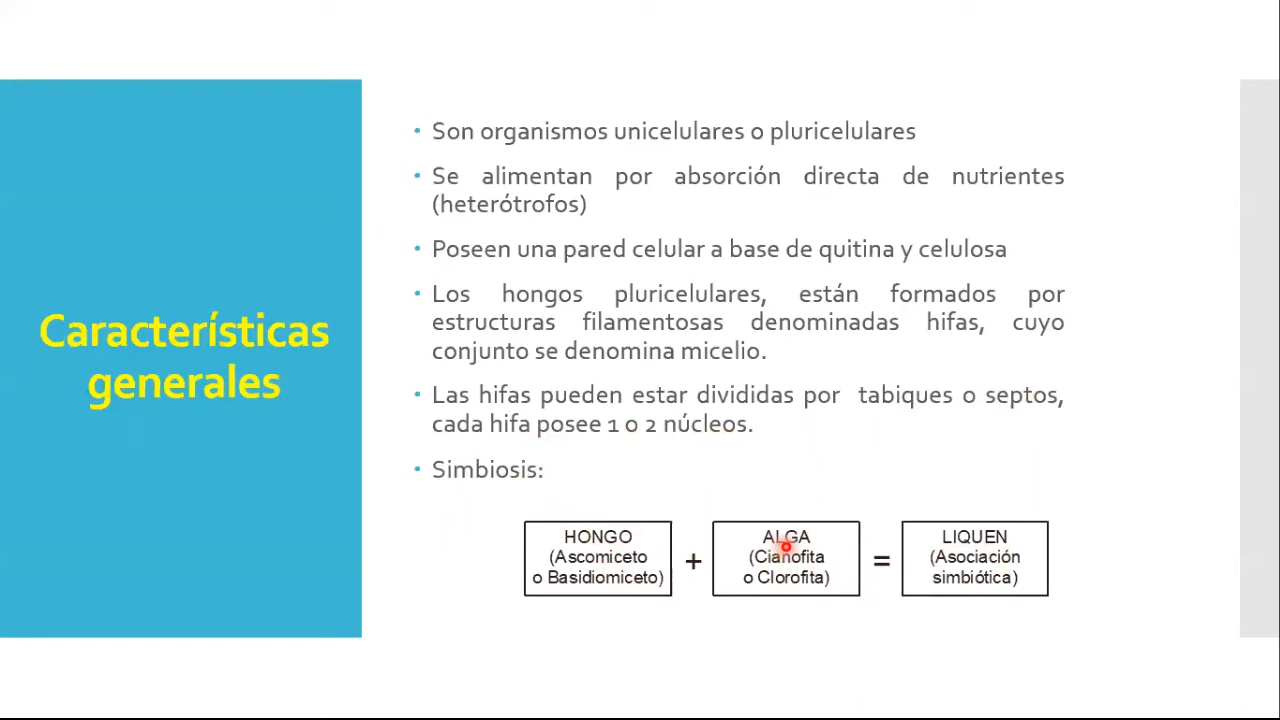 Características
generales
• Son organismos unicelulares o pluricelulares
• Se alimentan por absorción directa de nutrientes
(heterótrofos)
• Poseen una pared celular a base de quitina y celulosa
• Los hongos pluricelulares, están formados por
estructuras filamentosas denominadas hifas, cuyo
conjunto se denomina micelio.
• Las hifas pueden estar divididas por tabiques o septos,
cada hifa posee 1 o 2 núcleos.
• Simbiosis:
HONGO
(Ascomiceto
o Basidiomiceto)
+
ALGA
(Cianofita
o Clorofita)
=
LIQUEN
(Asociación
simbiótica)